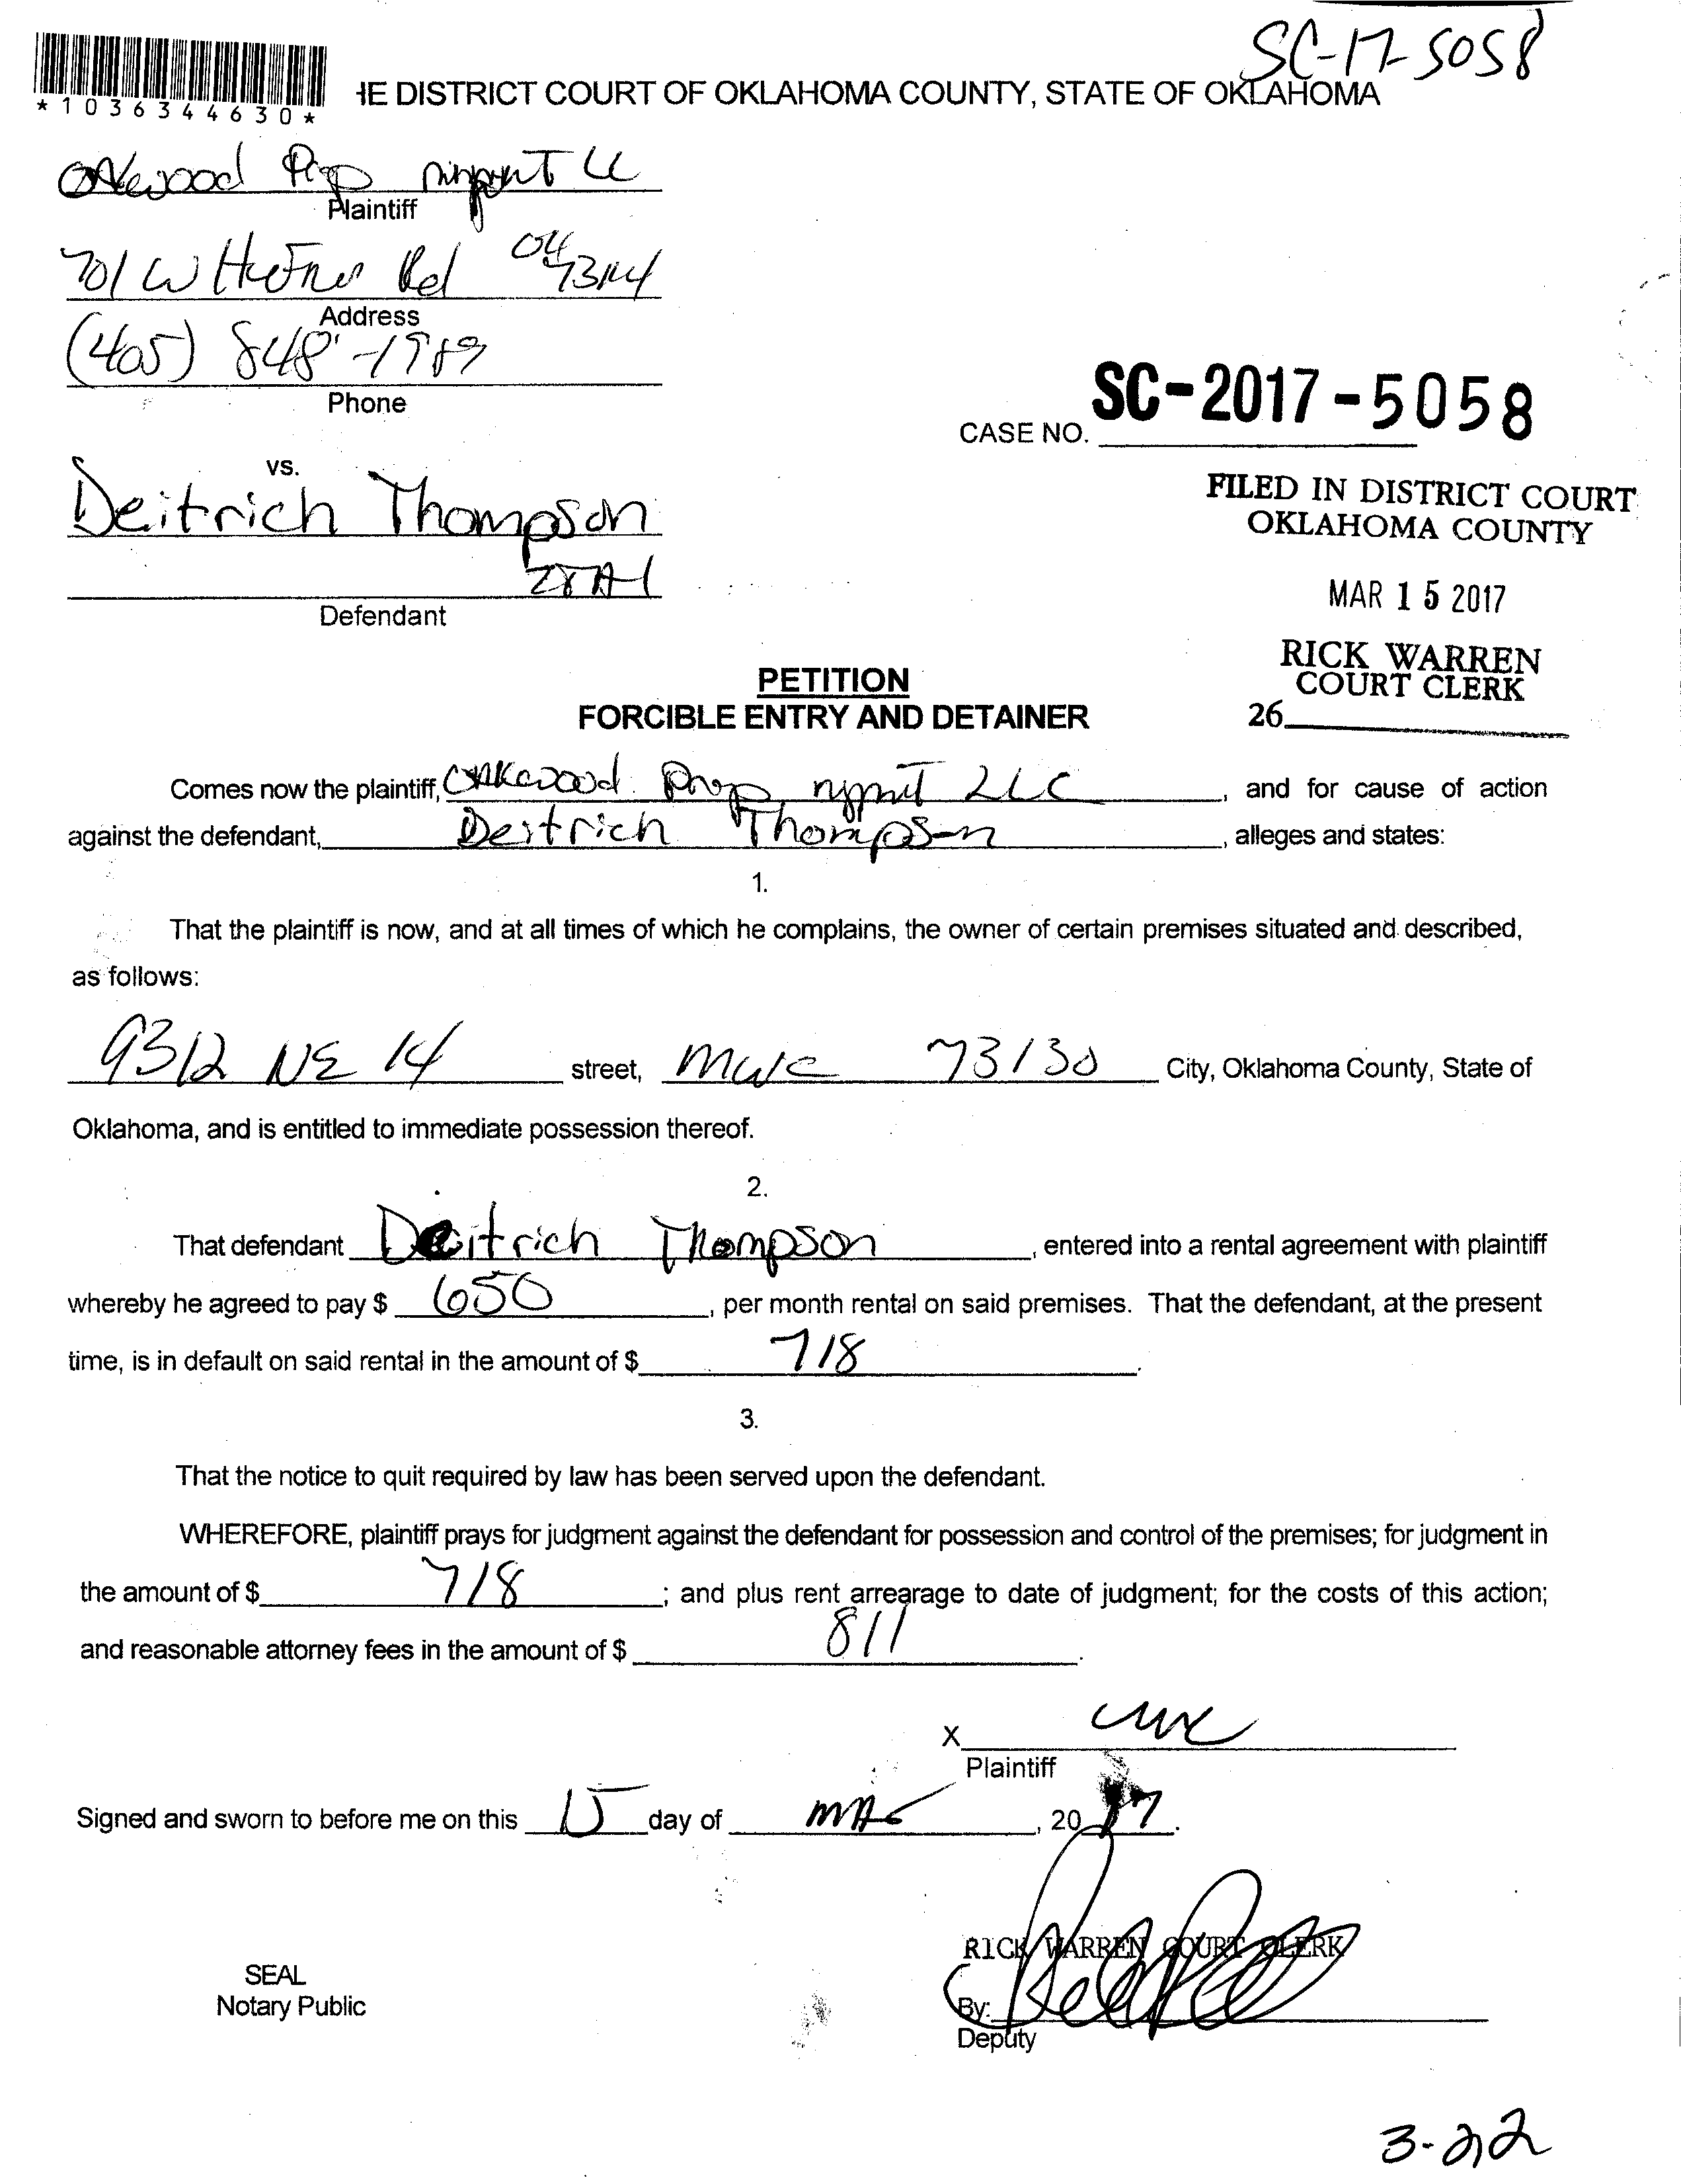 SC-17-5058
*1036344630*
HE DISTRICT COURT OF OKLAHOMA COUNTY, STATE OF OKLAHOMA
Oakwood Prop
Plaintiff
701 W Hefner Rd 73114
Address
(405) 848-1989
Phone
CASE NO. SC-2017-5058
vs.
Deitrich Thompson
FILED IN DISTRICT COURT
OKLAHOMA COUNTY
Defendant
MAR 15 2017
RICK WARREN
COURT CLERK
26
PETITION
FORCIBLE ENTRY AND DETAINER
Comes now the plaintiff, Oakwood Prop LLC, and for cause of action
against the defendant, Deitrich Thompson, alleges and states:
1.
That the plaintiff is now, and at all times of which he complains, the owner of certain premises situated and described,
as follows:
9312 NE 14 street, MWC 73130 City, Oklahoma County, State of
Oklahoma, and is entitled to immediate possession thereof.
2.
That defendant Deitrich Thompson, entered into a rental agreement with plaintiff
whereby he agreed to pay $ 650, per month rental on said premises. That the defendant, at the present
time, is in default on said rental in the amount of $ 718.
3.
That the notice to quit required by law has been served upon the defendant.
WHEREFORE, plaintiff prays for judgment against the defendant for possession and control of the premises; for judgment in
the amount of $ 718; and plus rent arrearage to date of judgment; for the costs of this action;
and reasonable attorney fees in the amount of $ 811.
X
Plaintiff
Signed and sworn to before me on this 15 day of MAR, 2017.
RICK WARREN COURT CLERK
SEAL
Notary Public
By:
Deputy
3-22